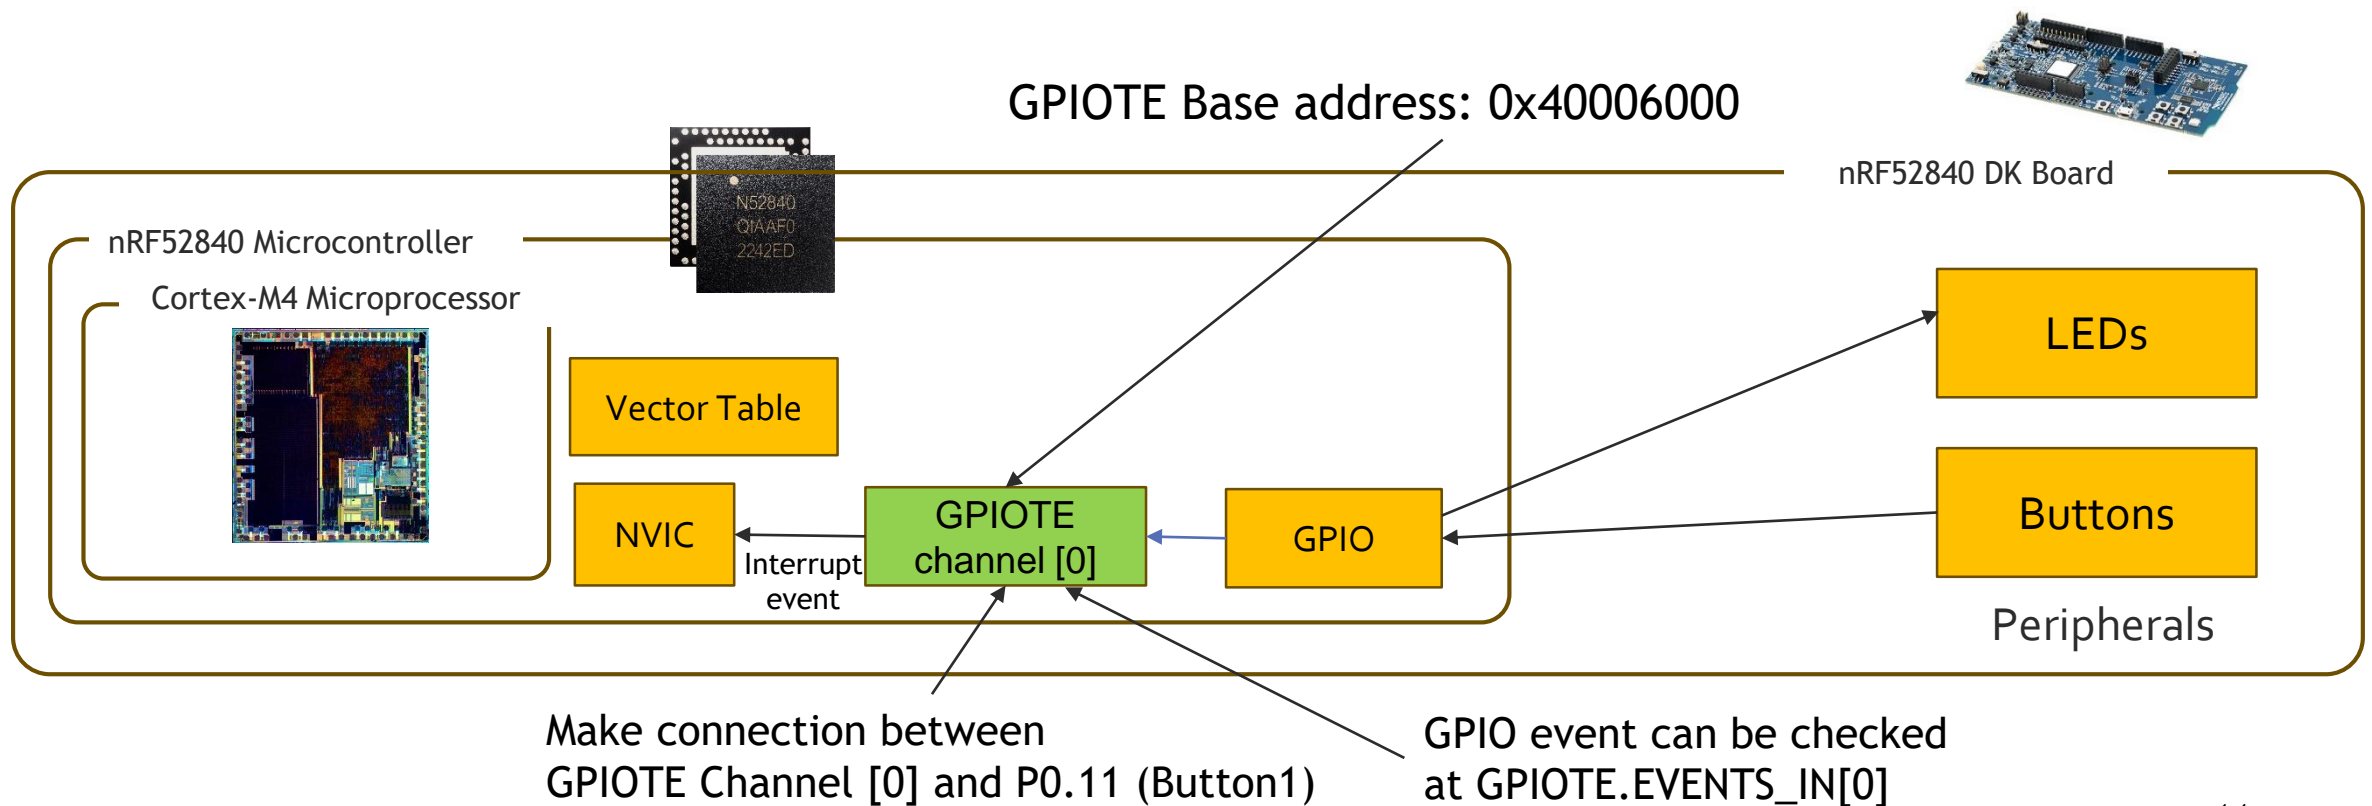 GPIOTE Base address: 0x40006000
nRF52840 DK Board
N52840
QIAAF0
2242ED
nRF52840 Microcontroller
Cortex-M4 Microprocessor
LEDs
Vector Table
Buttons
NVIC
Interrupt
event
GPIOTE
channel [0]
GPIO
Peripherals
Make connection between
GPIOTE Channel [0] and P0.11 (Button1)
GPIO event can be checked
at GPIOTE.EVENTS_IN[0]